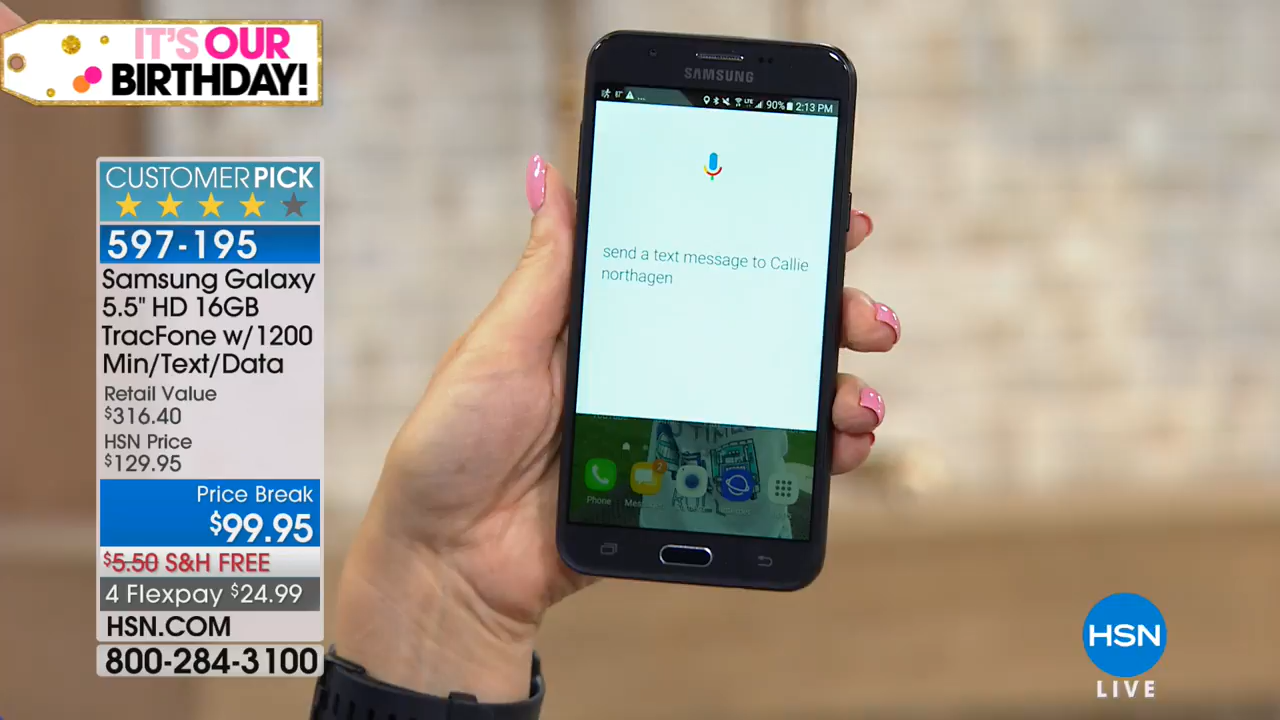 IT'S OUR
BIRTHDAY!
CUSTOMER PICK
597-195
Samsung Galaxy
5.5" HD 16GB
TracFone w/1200
Min/Text/Data
Retail Value
$316.40
HSN Price
$129.95
Price Break
$99.95
$5.50 S&H FREE
4 Flexpay $24.99
HSN.COM
800-284-3100
SAMSUNG
LTE 90% 2:13 PM
send a text message to Callie
northagen
Phone
HSN
LIVE